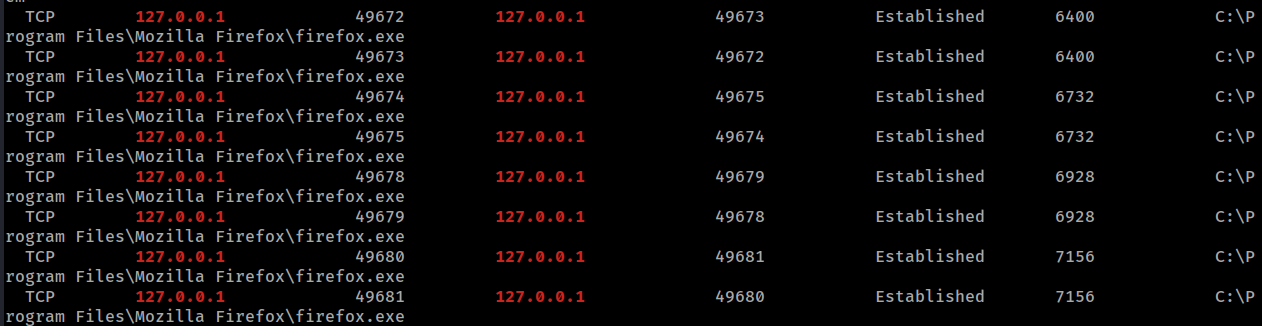 TCP 127.0.0.1 49672 127.0.0.1 49673 Established 6400 C:\P
rogram Files\Mozilla Firefox\firefox.exe
TCP 127.0.0.1 49673 127.0.0.1 49672 Established 6400 C:\P
rogram Files\Mozilla Firefox\firefox.exe
TCP 127.0.0.1 49674 127.0.0.1 49675 Established 6732 C:\P
rogram Files\Mozilla Firefox\firefox.exe
TCP 127.0.0.1 49675 127.0.0.1 49674 Established 6732 C:\P
rogram Files\Mozilla Firefox\firefox.exe
TCP 127.0.0.1 49678 127.0.0.1 49679 Established 6928 C:\P
rogram Files\Mozilla Firefox\firefox.exe
TCP 127.0.0.1 49679 127.0.0.1 49678 Established 6928 C:\P
rogram Files\Mozilla Firefox\firefox.exe
TCP 127.0.0.1 49680 127.0.0.1 49681 Established 7156 C:\P
rogram Files\Mozilla Firefox\firefox.exe
TCP 127.0.0.1 49681 127.0.0.1 49680 Established 7156 C:\P
rogram Files\Mozilla Firefox\firefox.exe